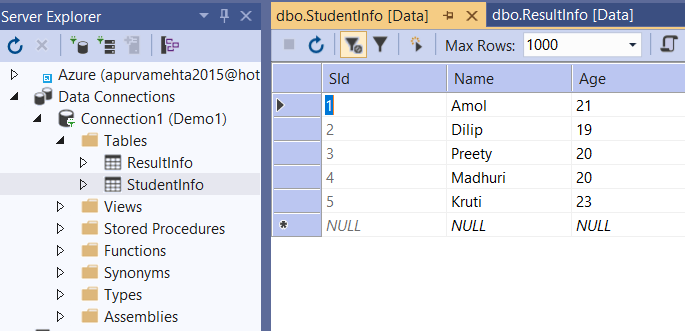 Server Explorer
Azure (apurvamehta2015@hot
Data Connections
Connection1 (Demo1)
Tables
ResultInfo
StudentInfo
Views
Stored Procedures
Functions
Synonyms
Types
Assemblies
dbo.StudentInfo [Data] dbo.ResultInfo [Data]
Max Rows: 1000
SId Name Age
1 Amol 21
2 Dilip 19
3 Preety 20
4 Madhuri 20
5 Kruti 23
NULL NULL NULL